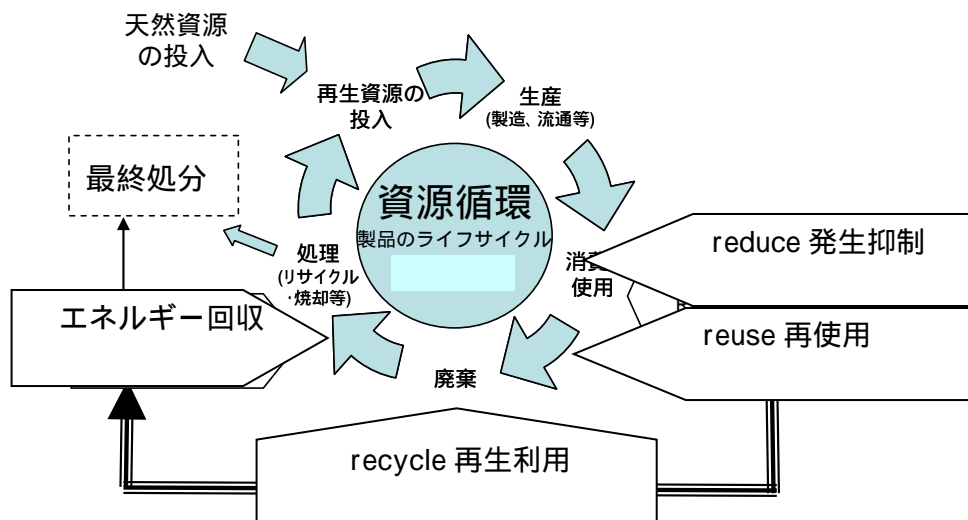 天然資源
の投入
再生資源の
投入
生産
(製造、流通等)
最終処分
資源循環
製品のライフサイクル
reduce 発生抑制
処理
(リサイクル
・焼却等)
消費
使用
エネルギー回収
reuse 再使用
廃棄
recycle 再生利用